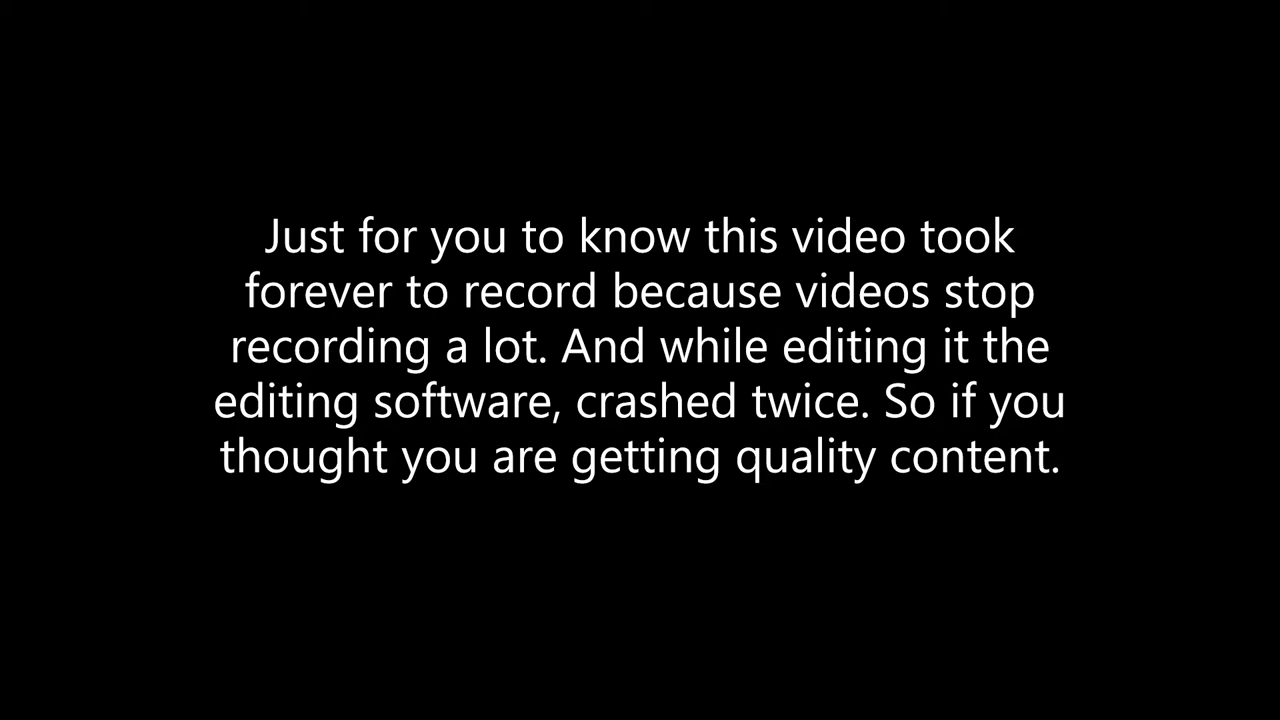 Just for you to know this video took
forever to record because videos stop
recording a lot. And while editing it the
editing software, crashed twice. So if you
thought you are getting quality content.